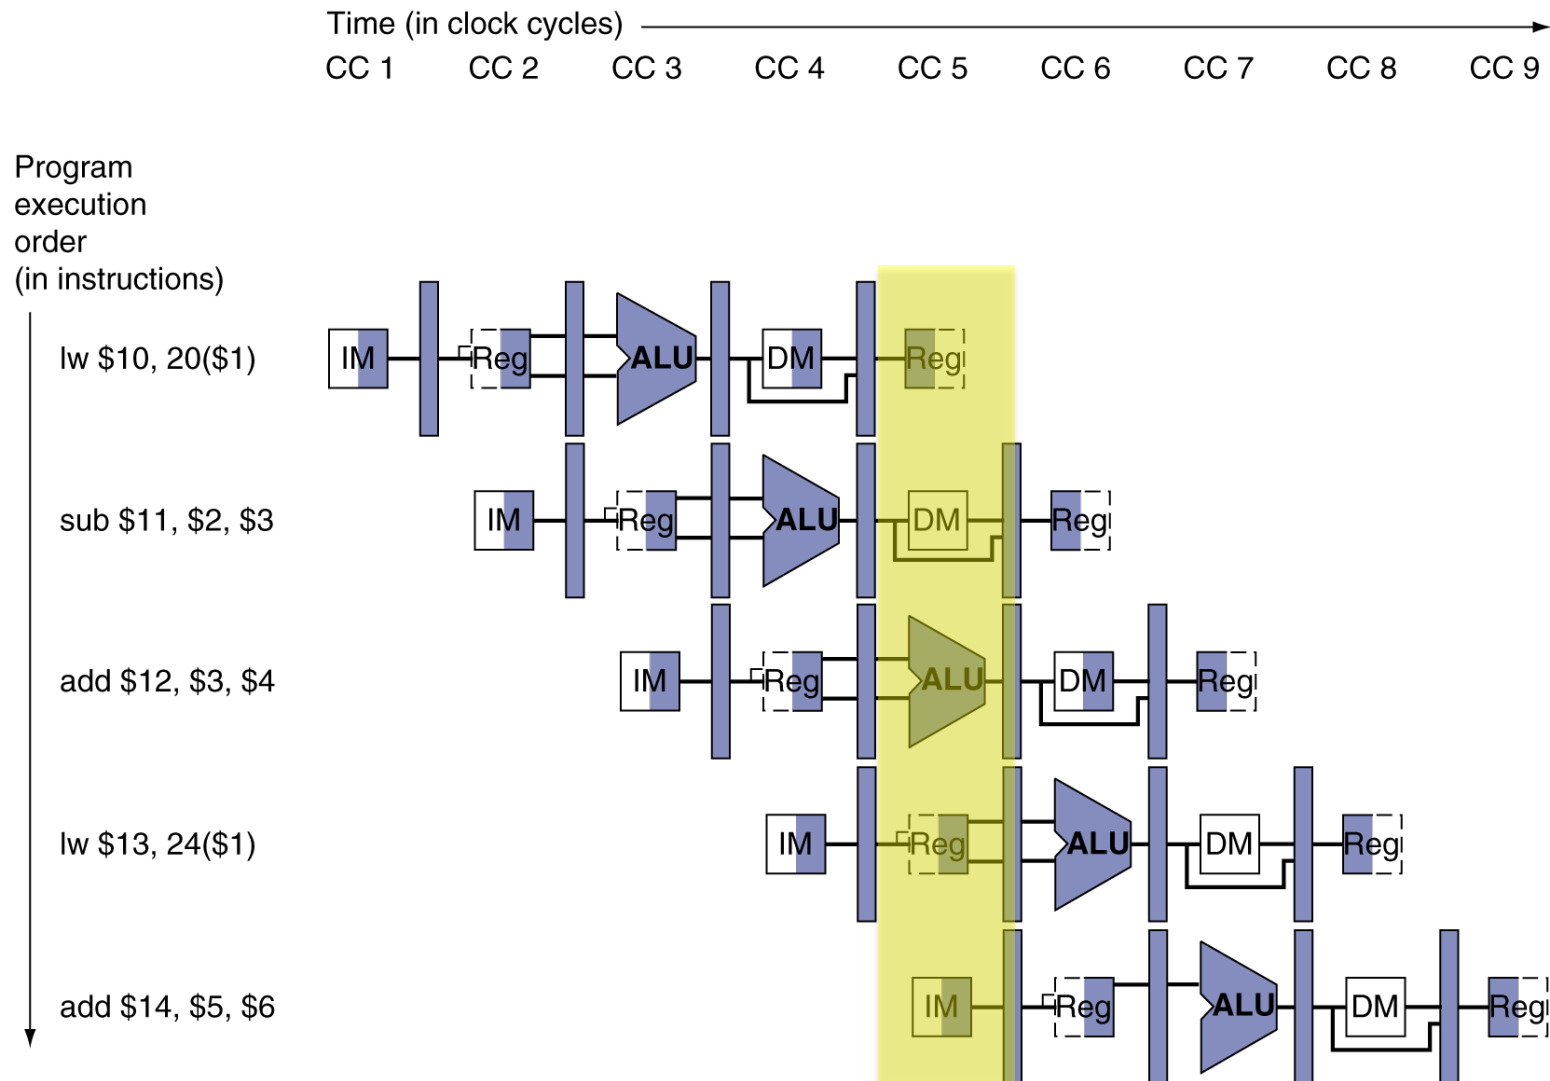 Time (in clock cycles)
CC 1 CC 2 CC 3 CC 4 CC 5 CC 6 CC 7 CC 8 CC 9
Program
execution
order
(in instructions)
lw $10, 20($1) IM Reg ALU DM Reg
sub $11, $2, $3 IM Reg ALU DM Reg
add $12, $3, $4 IM Reg ALU DM Reg
lw $13, 24($1) IM Reg ALU DM Reg
add $14, $5, $6 IM Reg ALU DM Reg